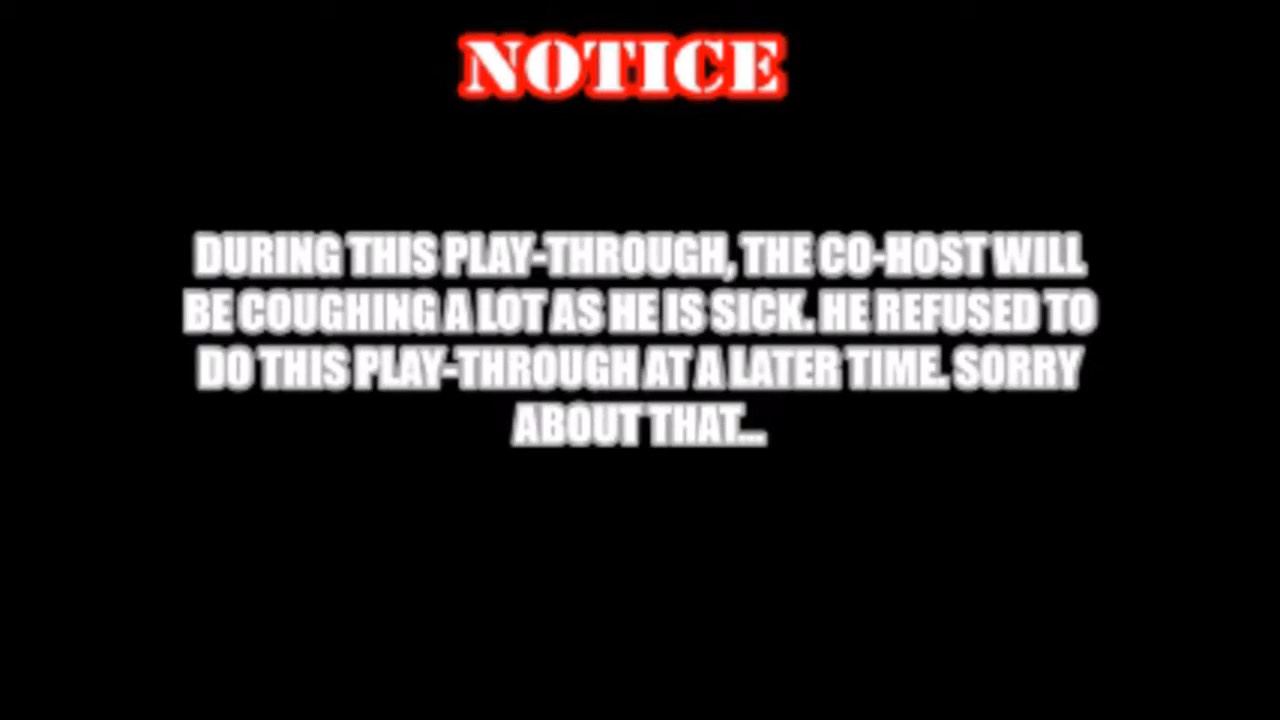 NOTICE
DURING THIS PLAY-THROUGH, THE CO-HOST WILL
BE COUGHING A LOT AS HE IS SICK. HE REFUSED TO
DO THIS PLAY-THROUGH AT A LATER TIME. SORRY
ABOUT THAT...